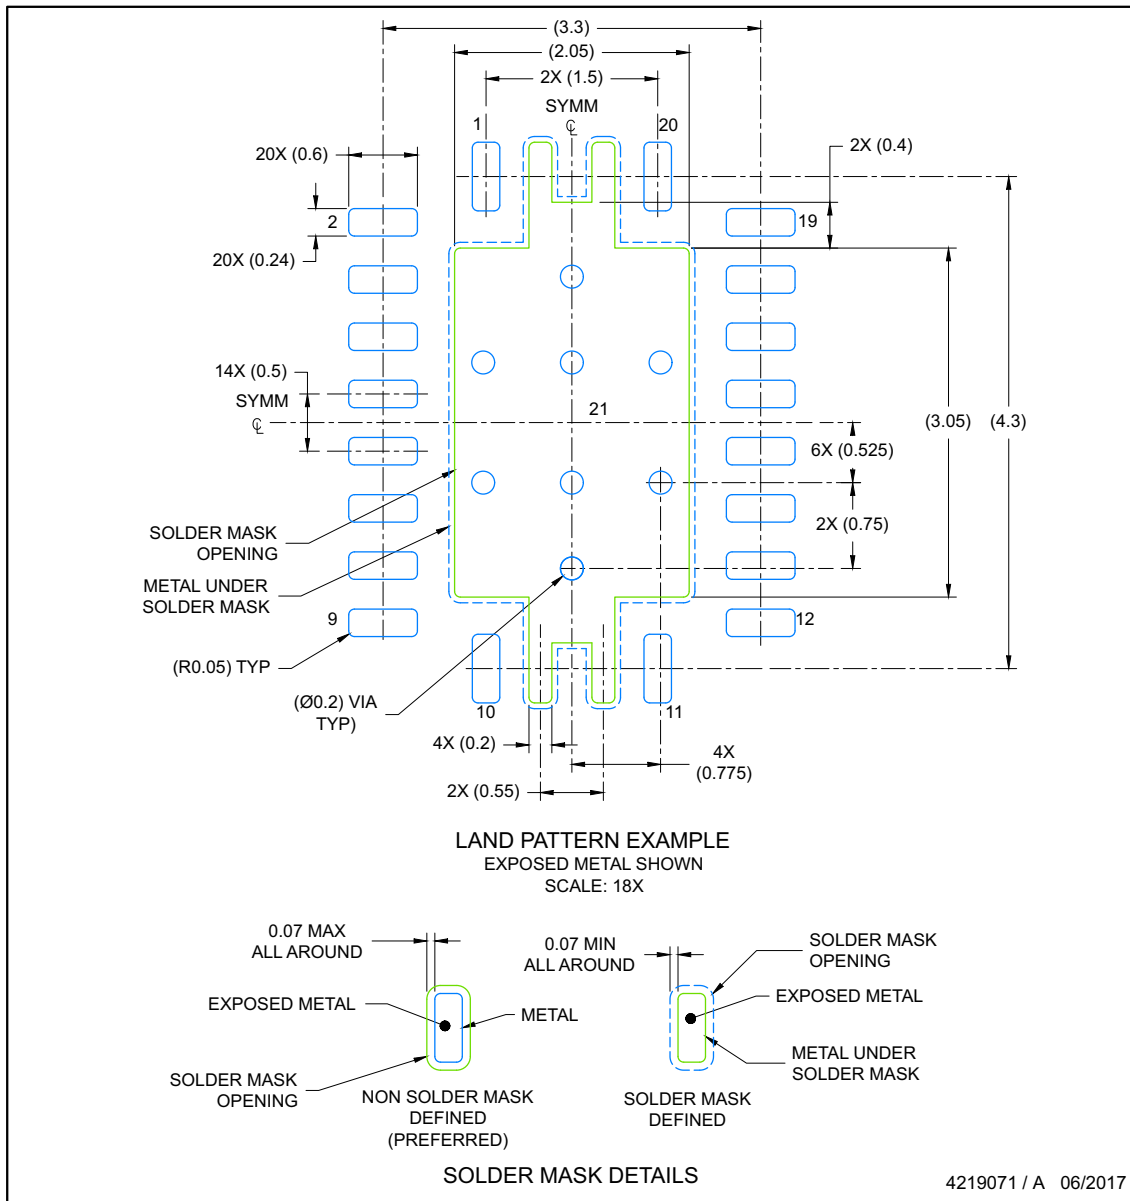 (3.3)
(2.05)
2X (1.5)
SYMM
℄
1
20
20X (0.6)
2X (0.4)
2
19
20X (0.24)
14X (0.5)
SYMM
℄
21
(3.05)
(4.3)
6X (0.525)
2X (0.75)
SOLDER MASK
OPENING
METAL UNDER
SOLDER MASK
9
12
(R0.05) TYP
(Ø0.2) VIA
TYP)
10
11
4X (0.2)
4X
(0.775)
2X (0.55)
LAND PATTERN EXAMPLE
EXPOSED METAL SHOWN
SCALE: 18X
0.07 MAX
ALL AROUND
EXPOSED METAL
METAL
SOLDER MASK
OPENING
NON SOLDER MASK
DEFINED
(PREFERRED)
0.07 MIN
ALL AROUND
SOLDER MASK
OPENING
EXPOSED METAL
METAL UNDER
SOLDER MASK
SOLDER MASK
DEFINED
SOLDER MASK DETAILS
4219071 / A 06/2017